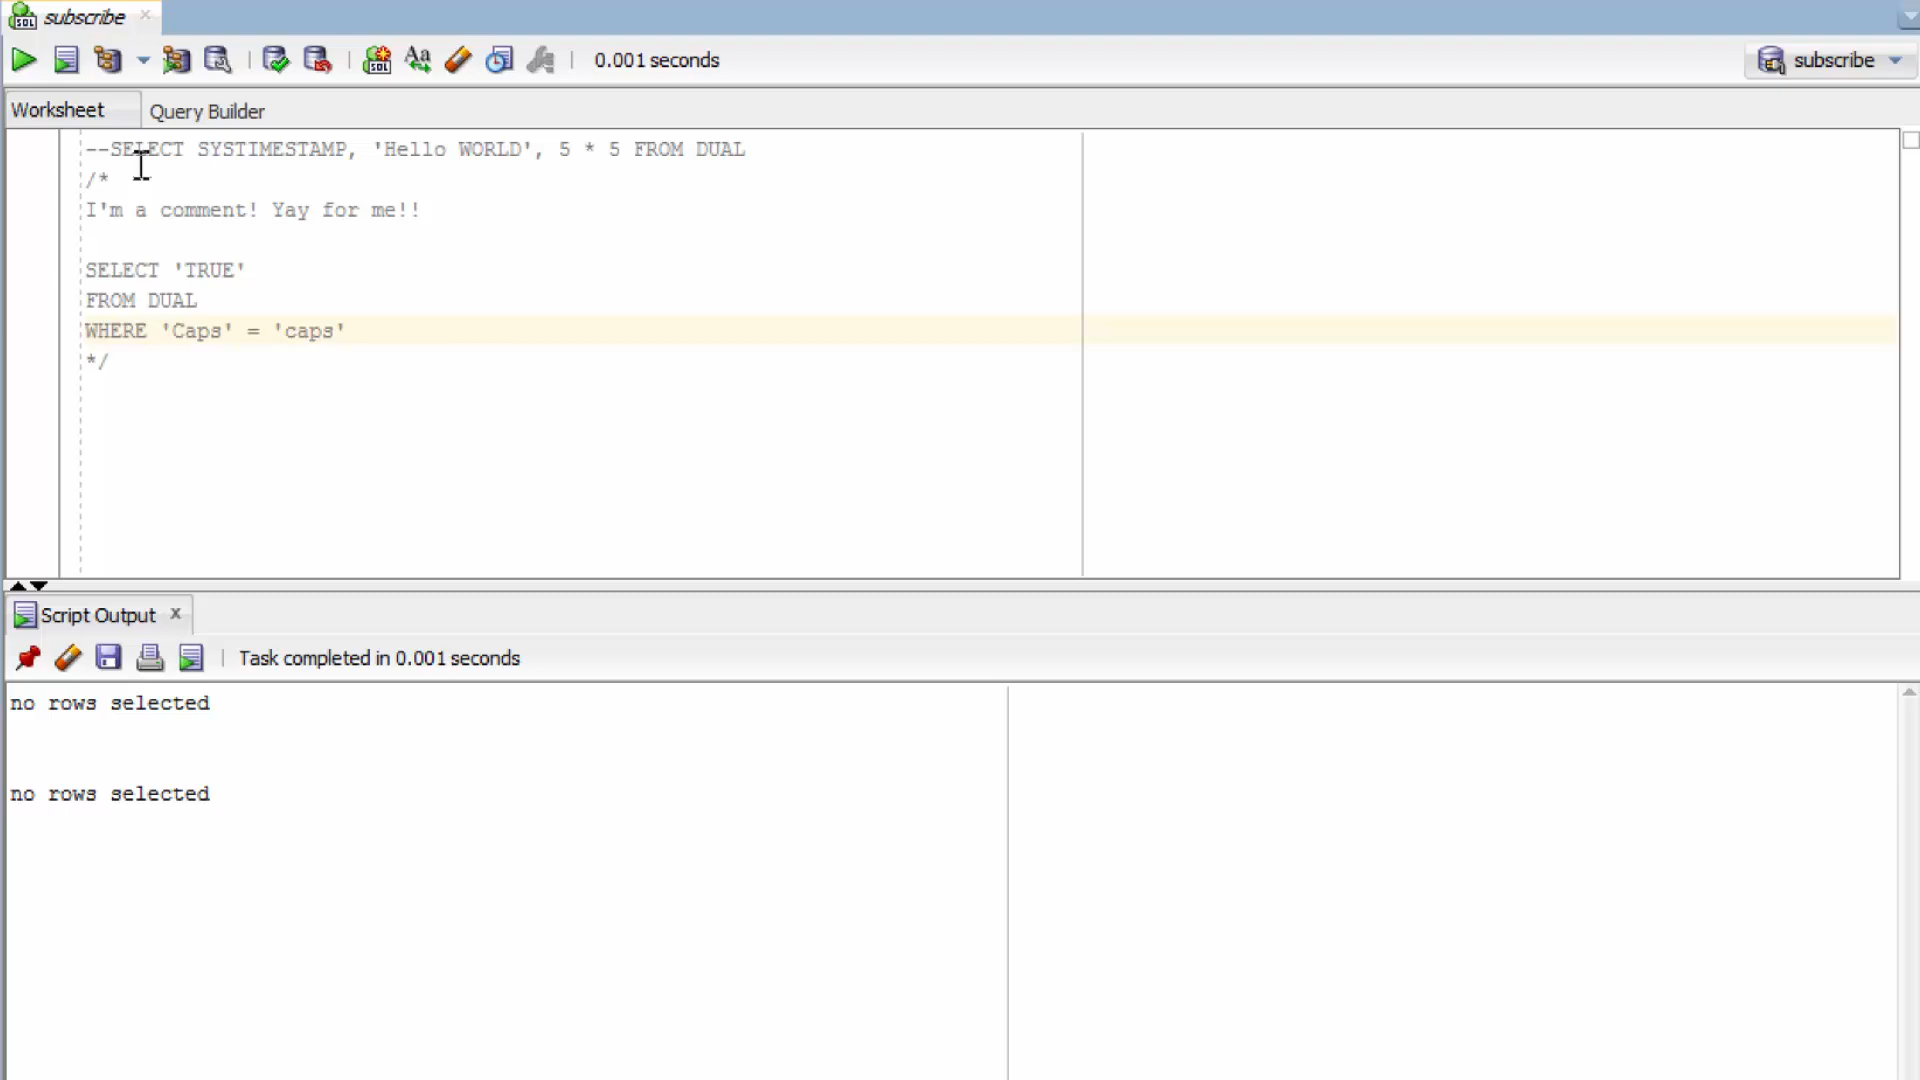 subscribe
0.001 seconds
subscribe
Worksheet
Query Builder
--SELECT SYSTIMESTAMP, 'Hello WORLD', 5 * 5 FROM DUAL
/*
I'm a comment! Yay for me!!
SELECT 'TRUE'
FROM DUAL
WHERE 'Caps' = 'caps'
*/
Script Output
Task completed in 0.001 seconds
no rows selected
no rows selected